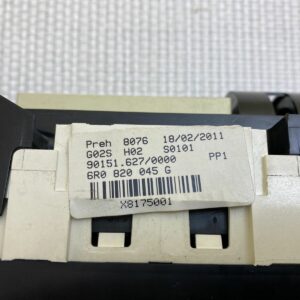 Preh 8076 18/02/2011
G02S H02 S0101
90151.627/0000 PP1
6R0 820 045 G
X8175001